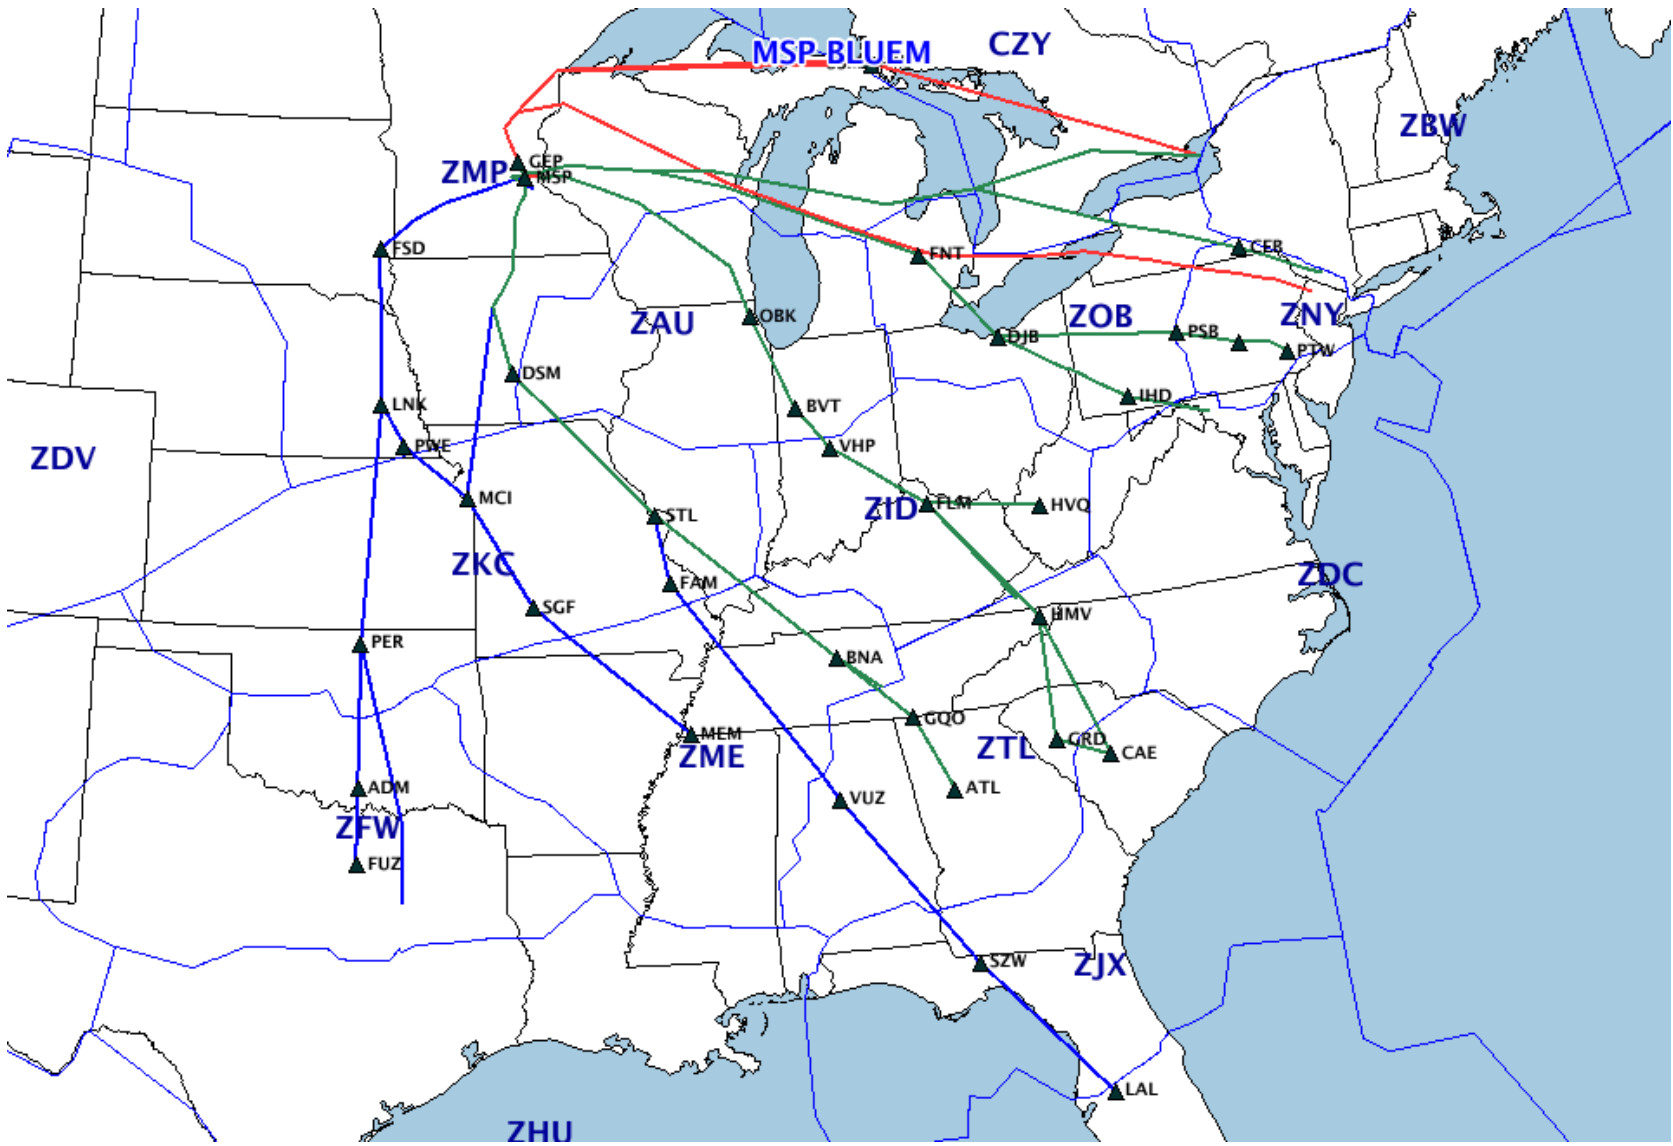 CZY
MSP BLUEM
ZBW
GEP
ZMP
MSP
FSD
CFB
FNT
OBK
ZAU
ZOB
ZNY
PSB
DJB
PTW
DSM
IHD
LNK
BVT
PWE
VHP
ZDV
MCI
FLM
HVQ
ZID
STL
ZKC
FAM
ZDC
SGF
HMV
PER
BNA
GQO
MEM
ZME
ZTL
GRD
CAE
ADM
VUZ
ATL
ZFW
FUZ
SZW
ZJX
LAL
ZHU